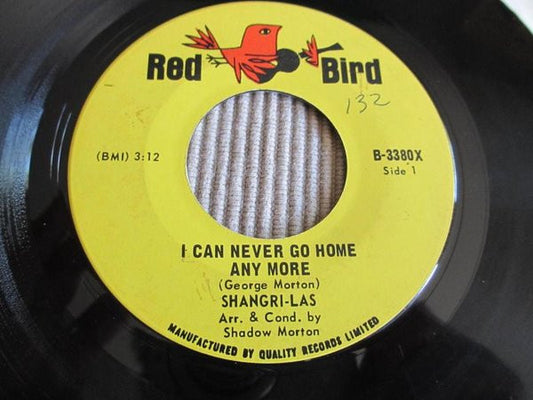 Red Bird
132
(BMI) 3:12
B-3380X
Side 1
I CAN NEVER GO HOME
ANY MORE
(George Morton)
SHANGRI-LAS
Arr. & Cond. by
Shadow Morton
MANUFACTURED BY QUALITY RECORDS LIMITED